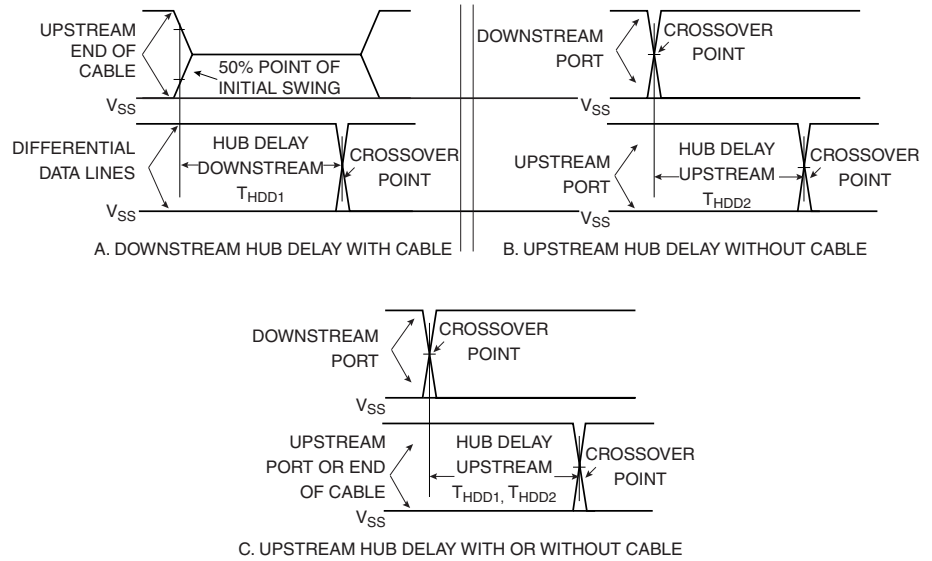 UPSTREAM
END OF
CABLE
50% POINT OF
INITIAL SWING
VSS
DIFFERENTIAL
DATA LINES
HUB DELAY
DOWNSTREAM
THDD1
CROSSOVER
POINT
VSS
A. DOWNSTREAM HUB DELAY WITH CABLE
DOWNSTREAM
PORT
CROSSOVER
POINT
VSS
UPSTREAM
PORT
HUB DELAY
UPSTREAM
THDD2
CROSSOVER
POINT
VSS
B. UPSTREAM HUB DELAY WITHOUT CABLE
DOWNSTREAM
PORT
CROSSOVER
POINT
VSS
UPSTREAM
PORT OR END
OF CABLE
HUB DELAY
UPSTREAM
THDD1, THDD2
CROSSOVER
POINT
VSS
C. UPSTREAM HUB DELAY WITH OR WITHOUT CABLE